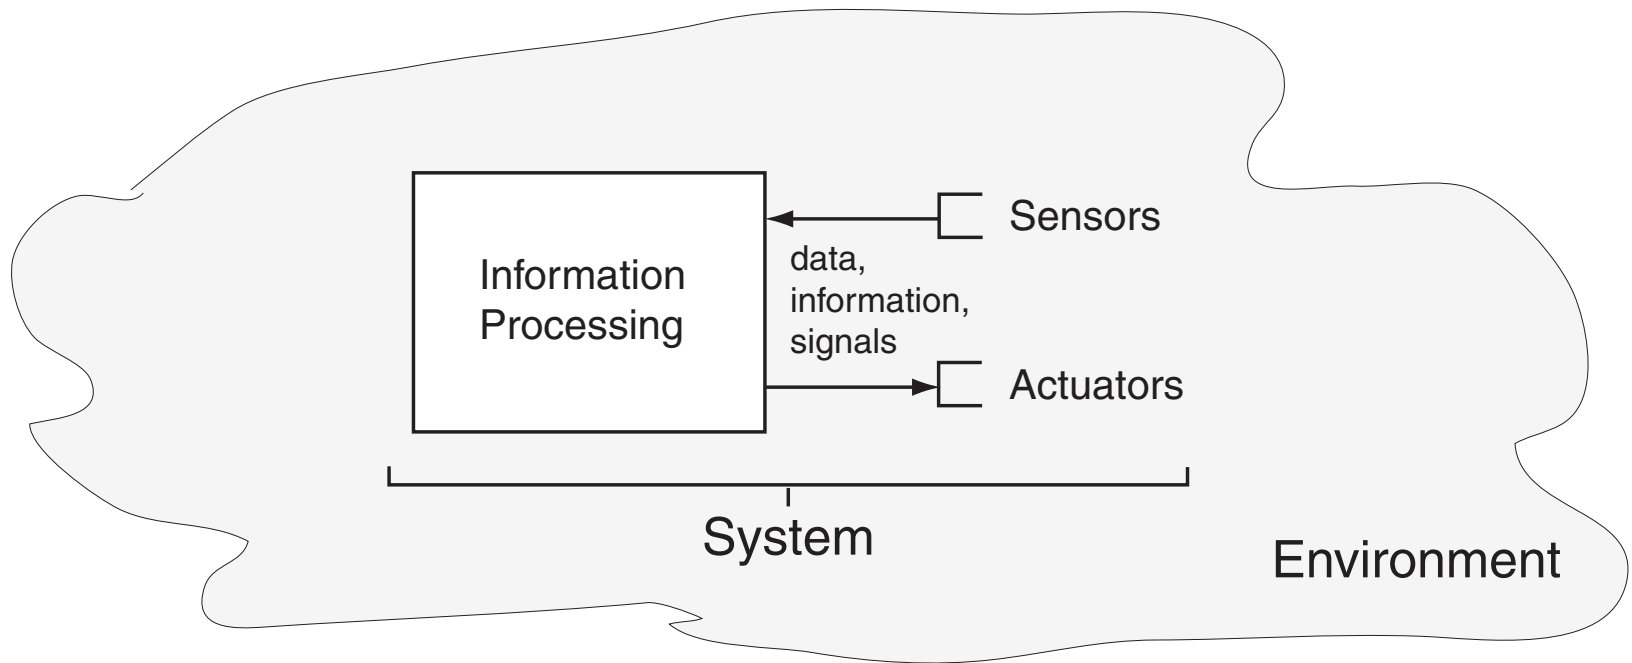 Sensors
Information
Processing
data,
information,
signals
Actuators
System
Environment